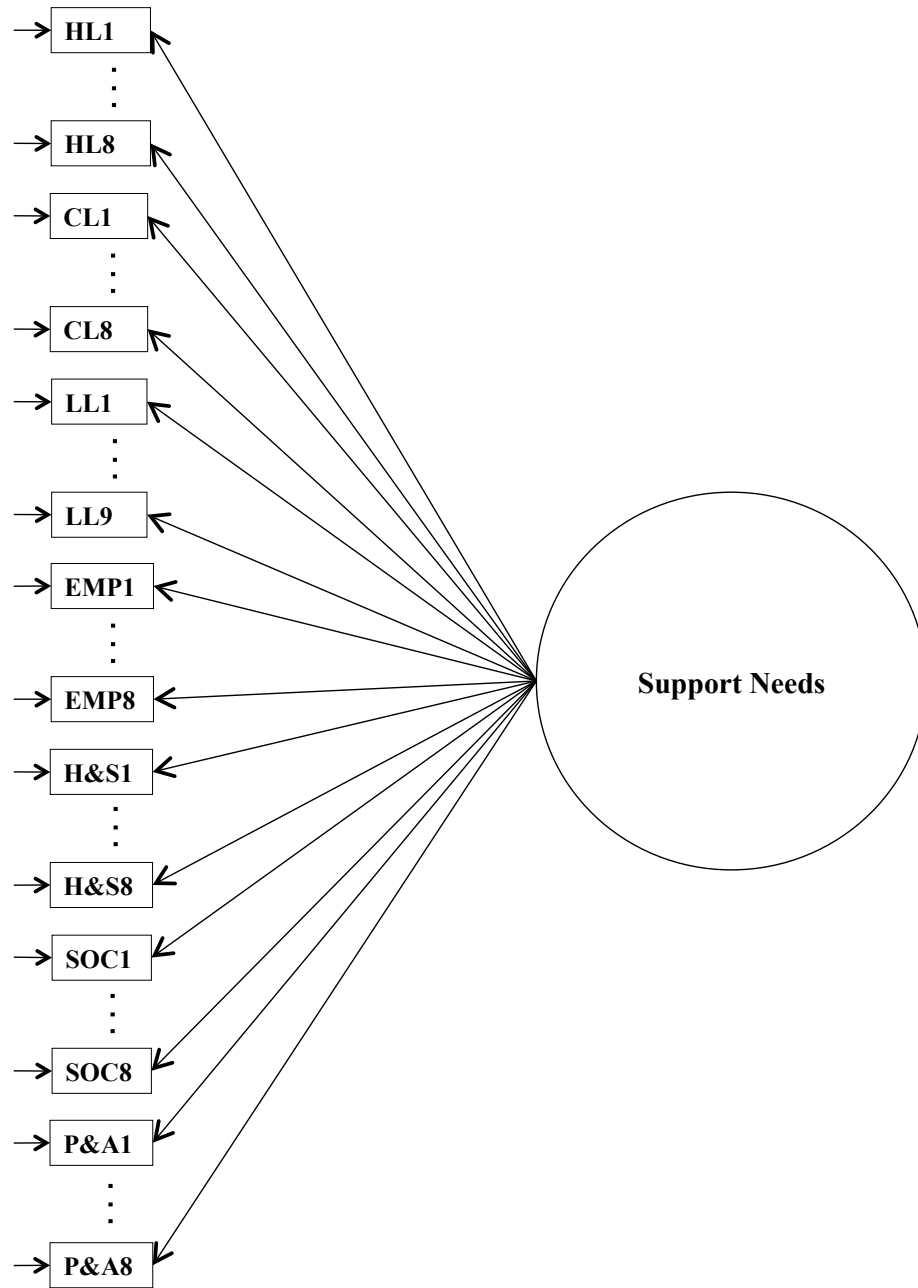 HL1
HL8
CL1
CL8
LL1
LL9
EMP1
EMP8
Support Needs
H&S1
H&S8
SOC1
SOC8
P&A1
P&A8